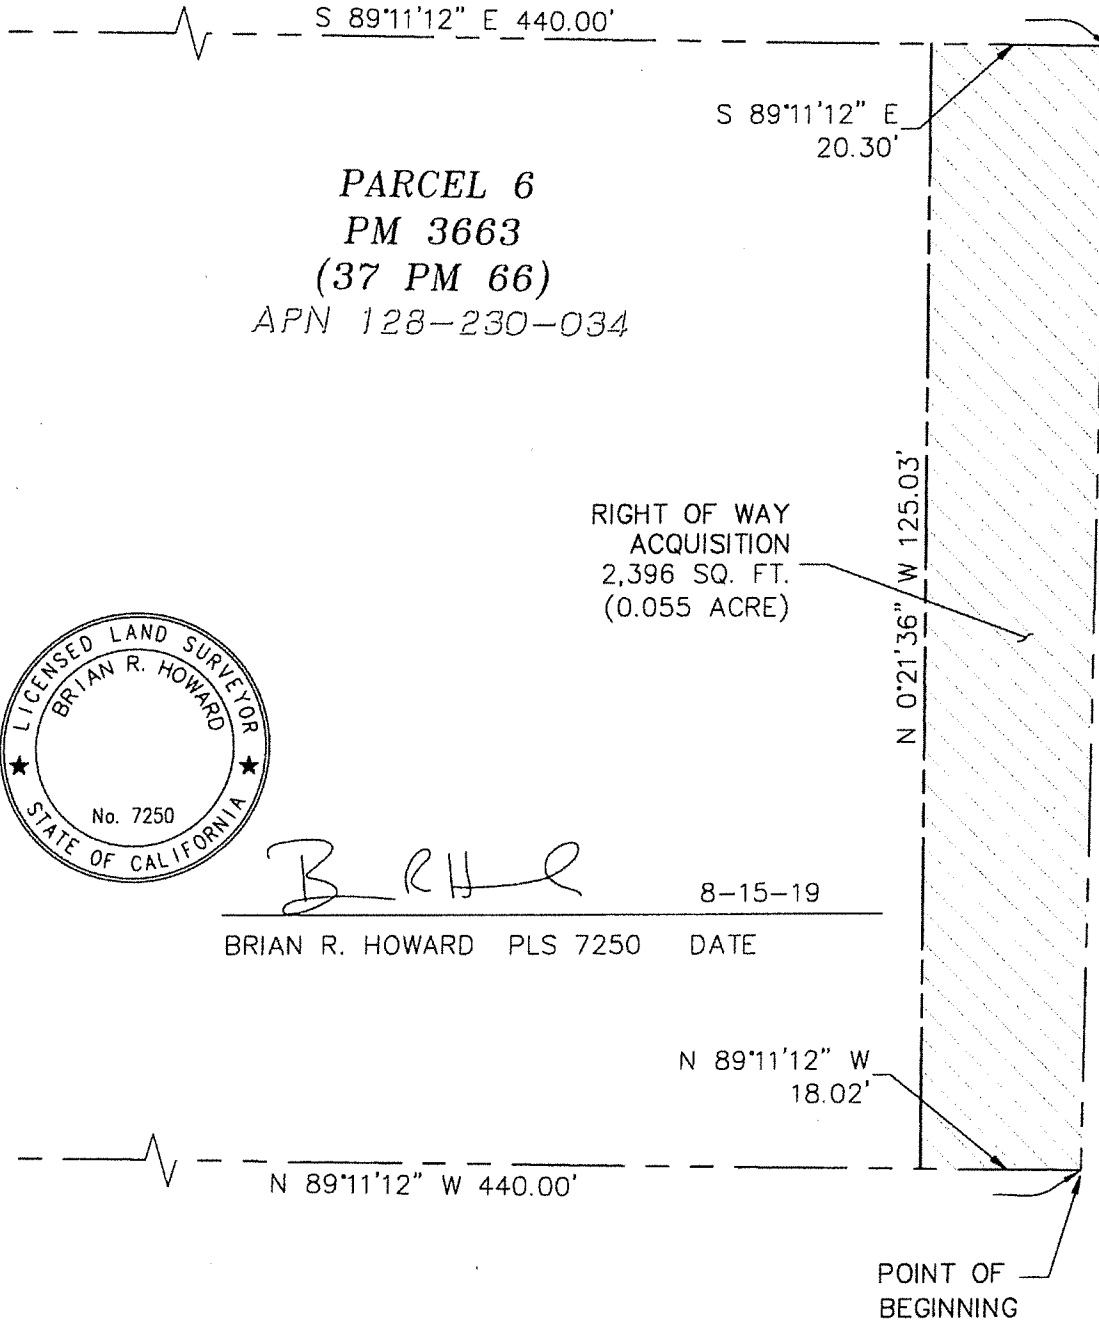 S 89°11'12" E 440.00'
S 89°11'12" E
20.30'
PARCEL 6
PM 3663
(37 PM 66)
APN 128-230-034
N 0°21'36" W 125.03'
RIGHT OF WAY
ACQUISITION
2,396 SQ. FT.
(0.055 ACRE)
LICENSED LAND SURVEYOR
BRIAN R. HOWARD
No. 7250
STATE OF CALIFORNIA
B R H
8-15-19
BRIAN R. HOWARD PLS 7250 DATE
N 89°11'12" W
18.02'
N 89°11'12" W 440.00'
POINT OF
BEGINNING